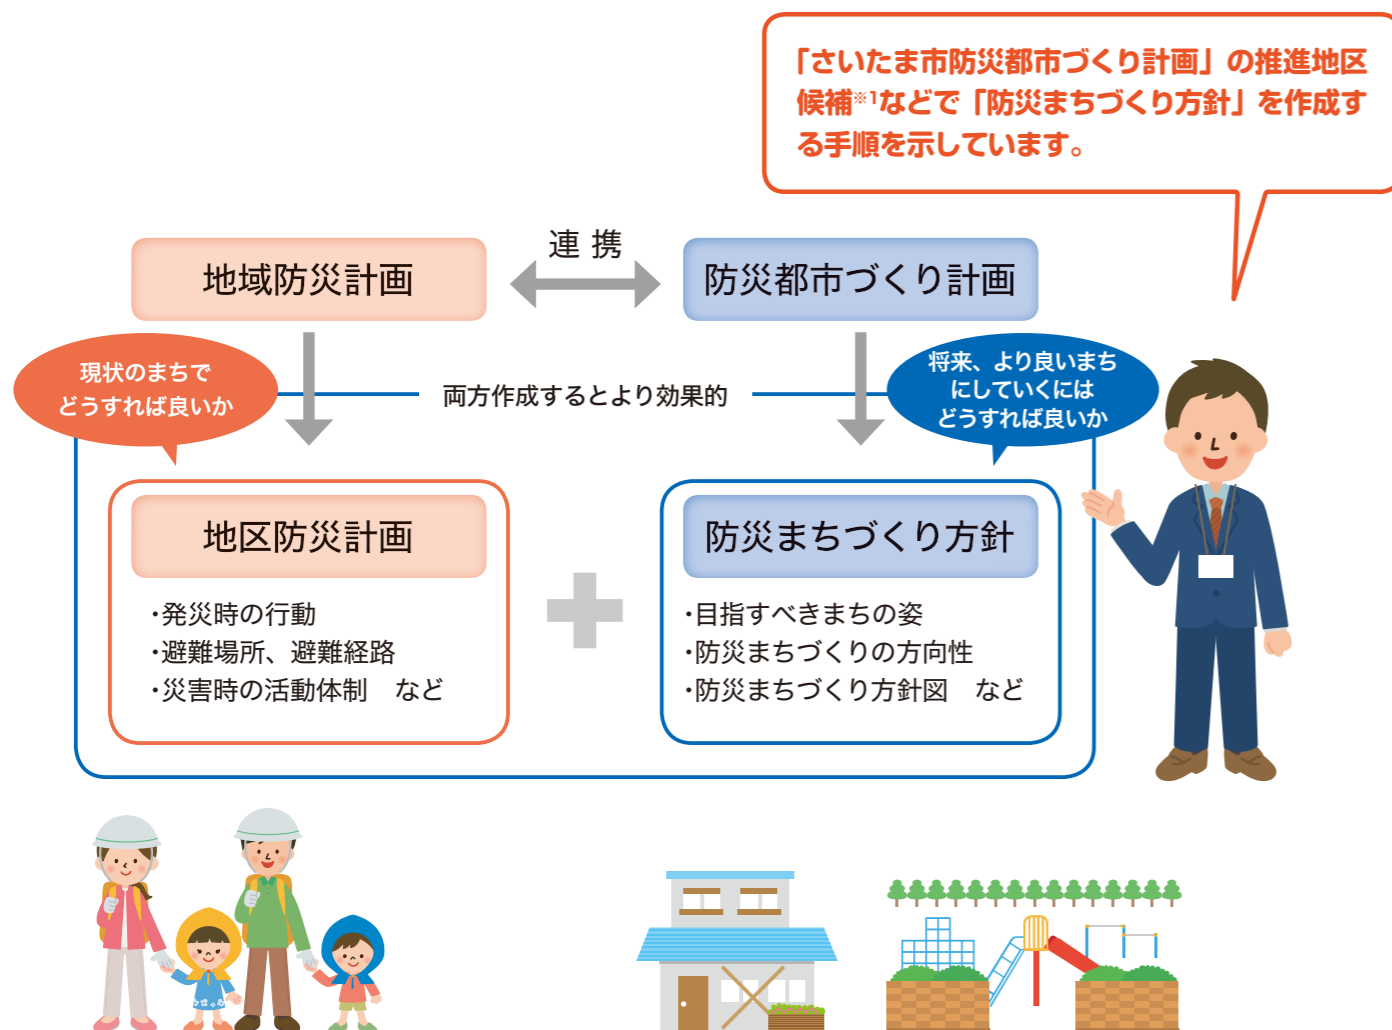 「さいたま市防災都市づくり計画」の推進地区
候補※1などで「防災まちづくり方針」を作成す
る手順を示しています。
地域防災計画
連 携
防災都市づくり計画
現状のまちで
どうすれば良いか
両方作成するとより効果的
将来、より良いまち
にしていくには
どうすれば良いか
地区防災計画
・発災時の行動
・避難場所、避難経路
・災害時の活動体制　など
防災まちづくり方針
・目指すべきまちの姿
・防災まちづくりの方向性
・防災まちづくり方針図　など